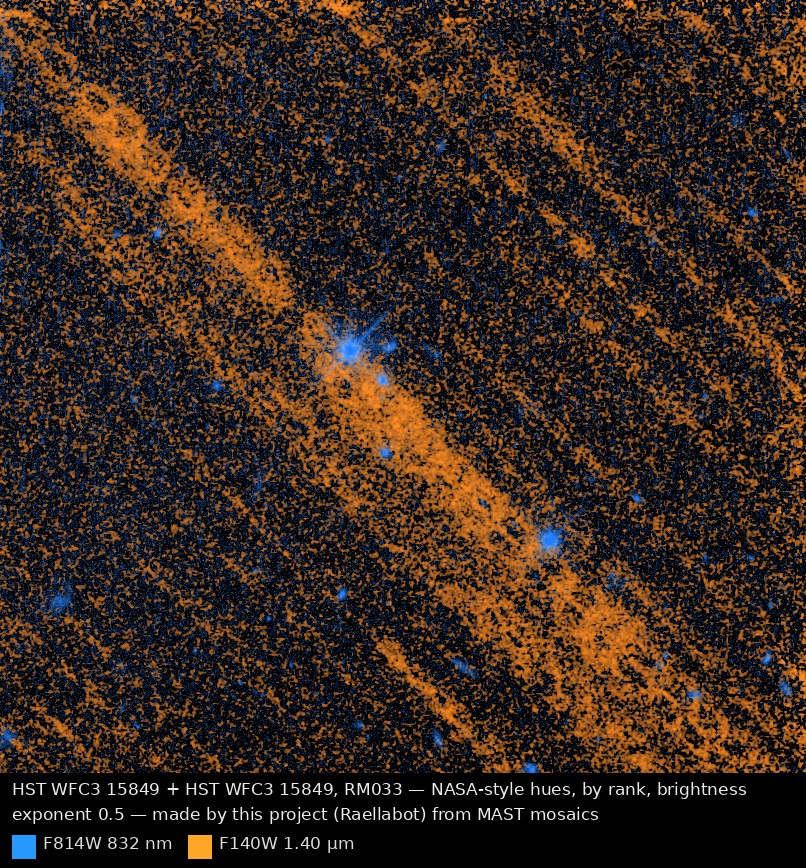 HST WFC3 15849 + HST WFC3 15849, RM033 — NASA-style hues, by rank, brightness
exponent 0.5 — made by this project (Raellabot) from MAST mosaics
F814W 832 nm F140W 1.40 μm